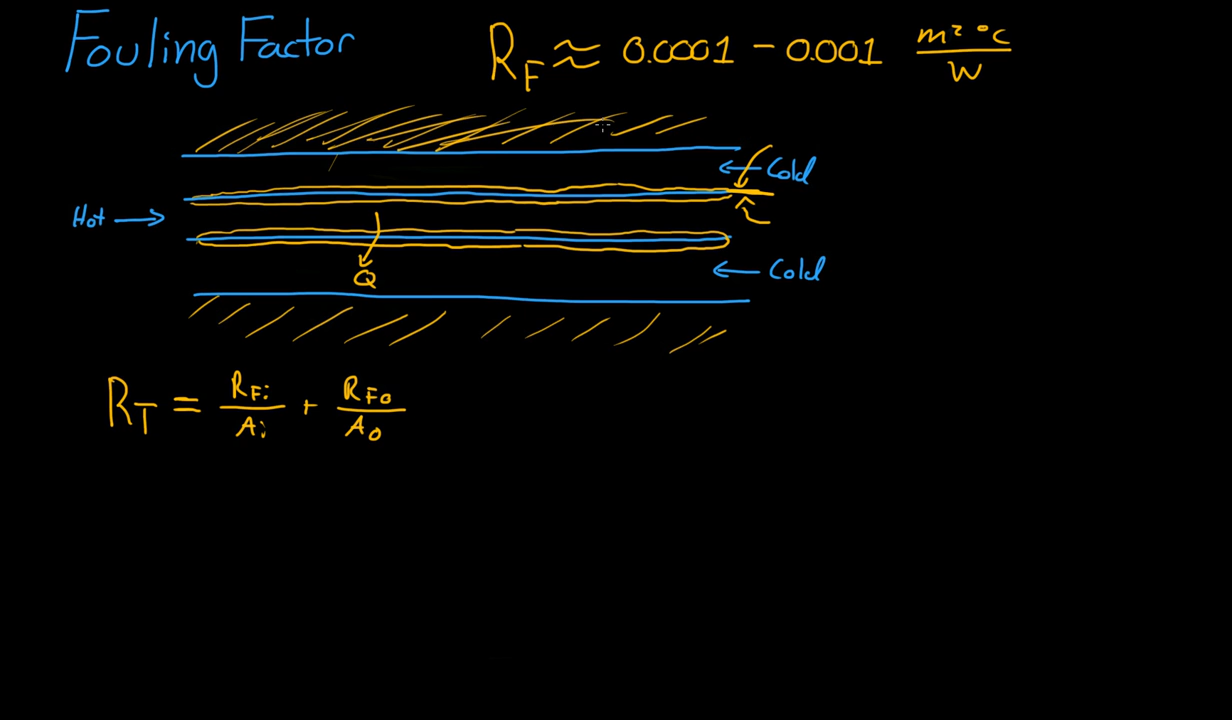 Fouling Factor
R_F ≈ 0.0001 - 0.001 m² °C / W
← Cold
Hot →
Q
← Cold
R_T = R_Fi / A_i + R_Fo / A_o